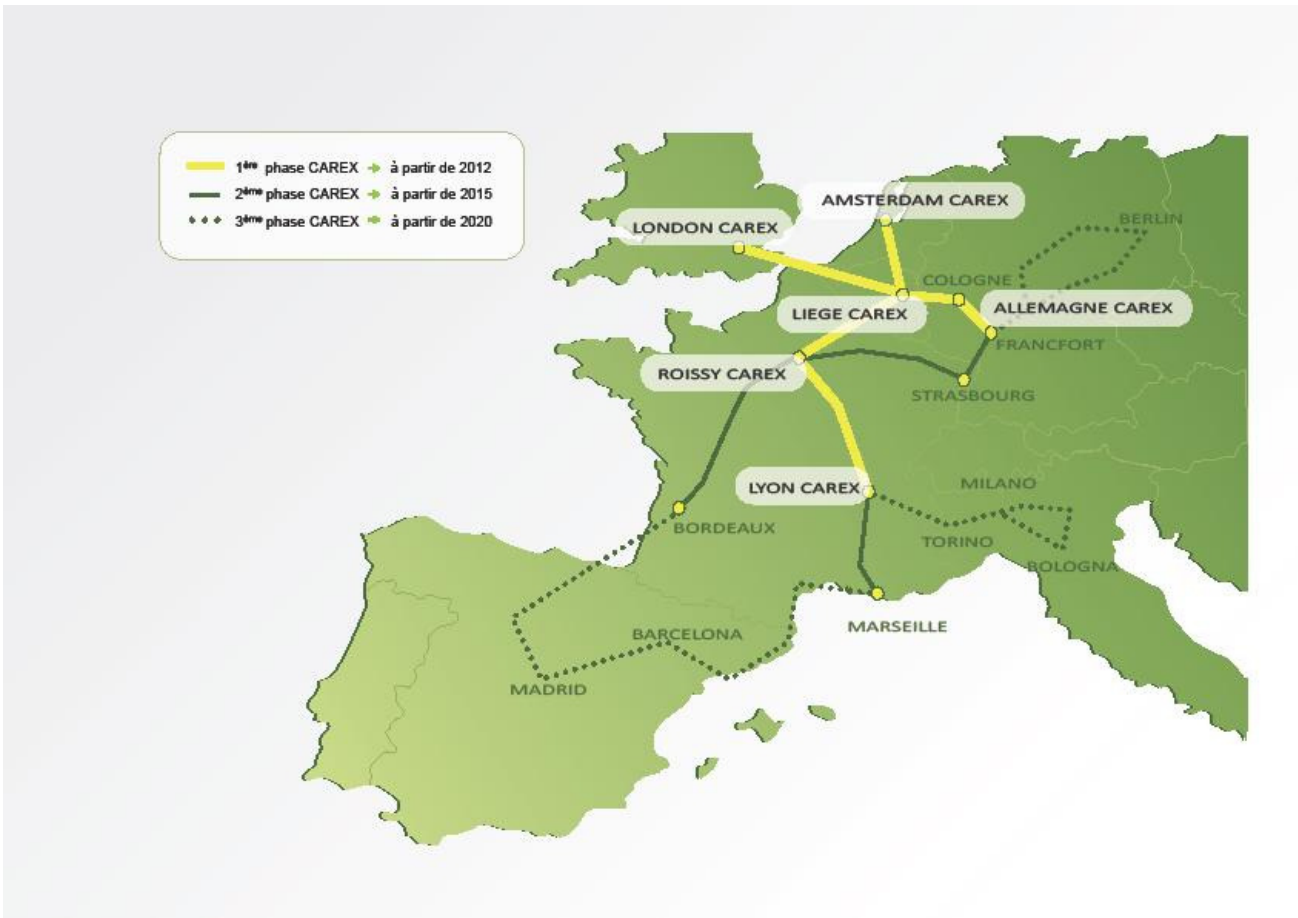 1ère phase CAREX à partir de 2012
2ème phase CAREX à partir de 2015
3ème phase CAREX à partir de 2020
AMSTERDAM CAREX
BERLIN
LONDON CAREX
COLOGNE
LIEGE CAREX
ALLEMAGNE CAREX
FRANCFORT
ROISSY CAREX
STRASBOURG
LYON CAREX
MILANO
BORDEAUX
TORINO
BOLOGNA
BARCELONA
MARSEILLE
MADRID